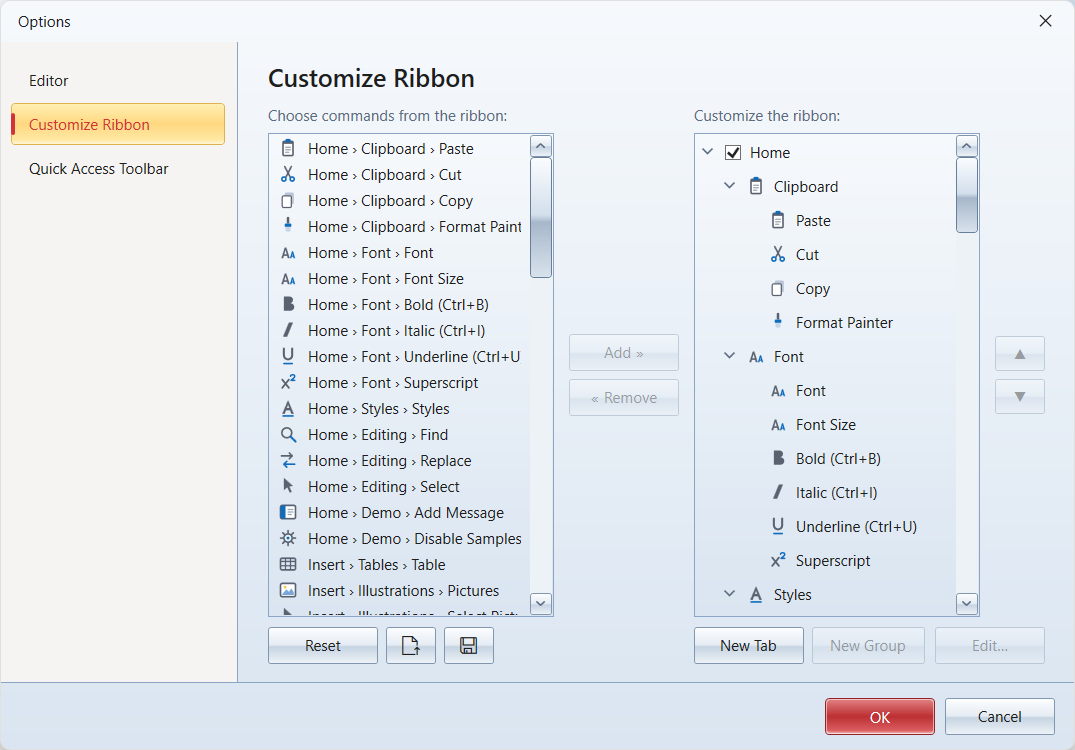 Options
Editor
Customize Ribbon
Quick Access Toolbar
Customize Ribbon
Choose commands from the ribbon:
Home › Clipboard › Paste
Home › Clipboard › Cut
Home › Clipboard › Copy
Home › Clipboard › Format Paint
Home › Font › Font
Home › Font › Font Size
Home › Font › Bold (Ctrl+B)
Home › Font › Italic (Ctrl+I)
Home › Font › Underline (Ctrl+U
Home › Font › Superscript
Home › Styles › Styles
Home › Editing › Find
Home › Editing › Replace
Home › Editing › Select
Home › Demo › Add Message
Home › Demo › Disable Samples
Insert › Tables › Table
Insert › Illustrations › Pictures
Insert › Illustrations › Select
Reset
Add »
« Remove
Customize the ribbon:
Home
Clipboard
Paste
Cut
Copy
Format Painter
Font
Font
Font Size
Bold (Ctrl+B)
Italic (Ctrl+I)
Underline (Ctrl+U)
Superscript
Styles
New Tab
New Group
Edit...
OK
Cancel